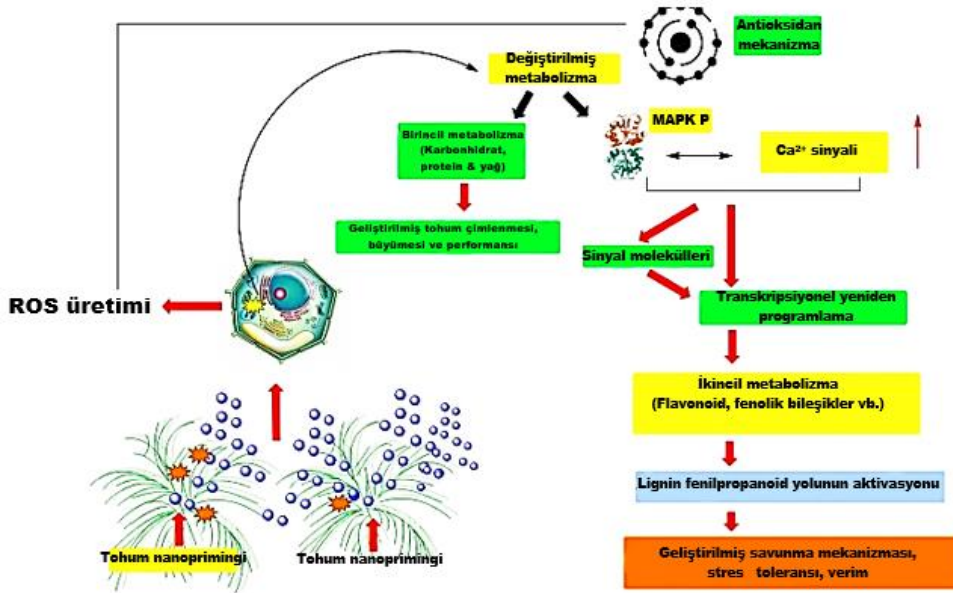 Antioksidan
mekanizma
Değiştirilmiş
metabolizma
MAPK P
Ca²⁺ sinyali
Birincil metabolizma
(Karbonhidrat,
protein & yağ)
Geliştirilmiş tohum çimlenmesi,
büyümesi ve performansı
Sinyal molekülleri
ROS üretimi
Transkripsiyonel yeniden
programlama
İkincil metabolizma
(Flavonoid, fenolik bileşikler vb.)
Lignin fenilpropanoid yolunun aktivasyonu
Geliştirilmiş savunma mekanizması,
stres toleransı, verim
Tohum nanoprimingi
Tohum nanoprimingi